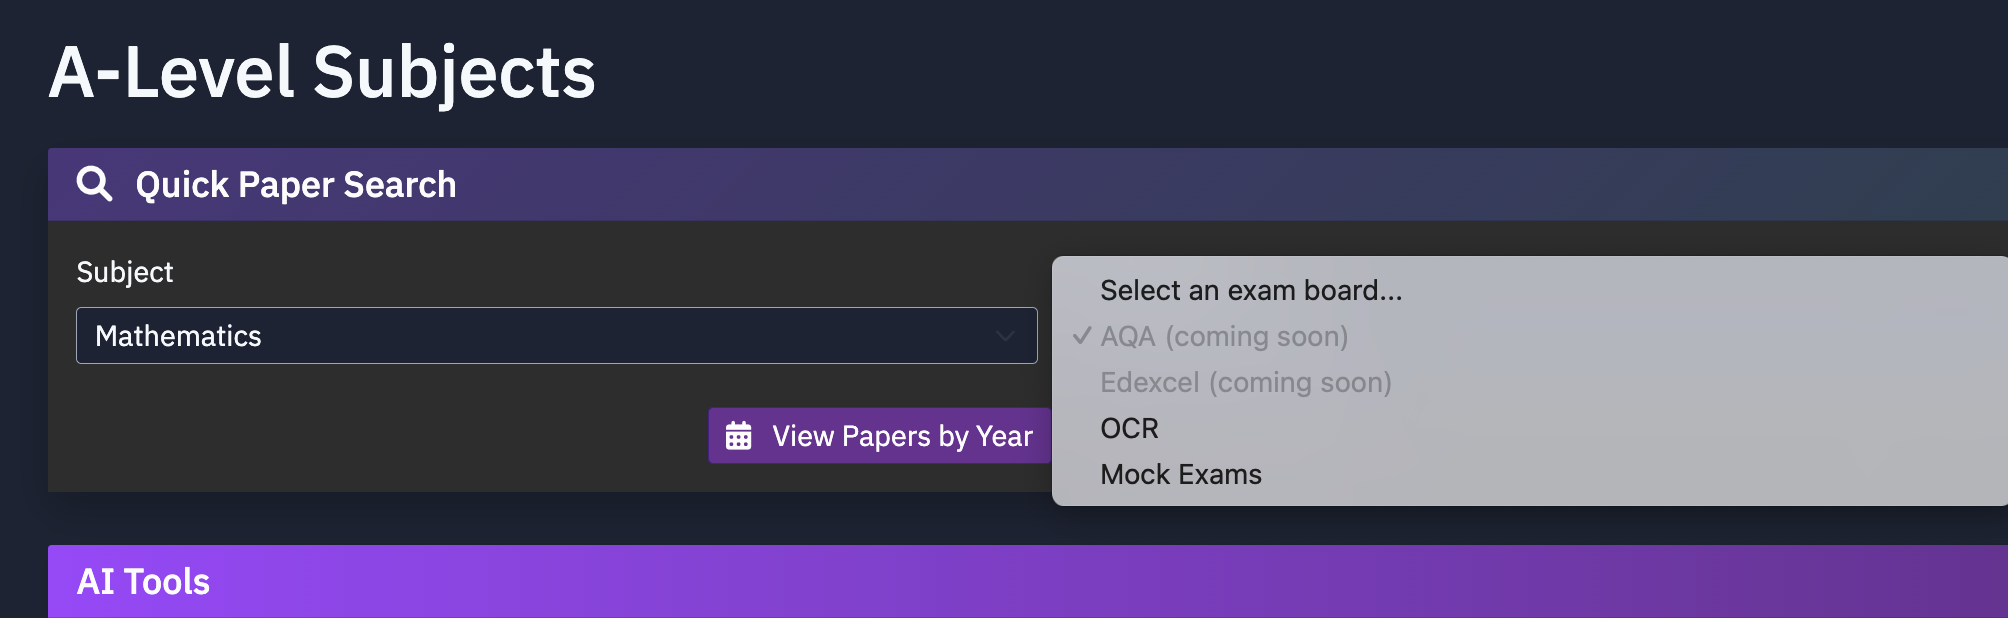 A-Level Subjects
Quick Paper Search
Subject
Mathematics
Select an exam board...
AQA (coming soon)
Edexcel (coming soon)
OCR
Mock Exams
View Papers by Year
AI Tools